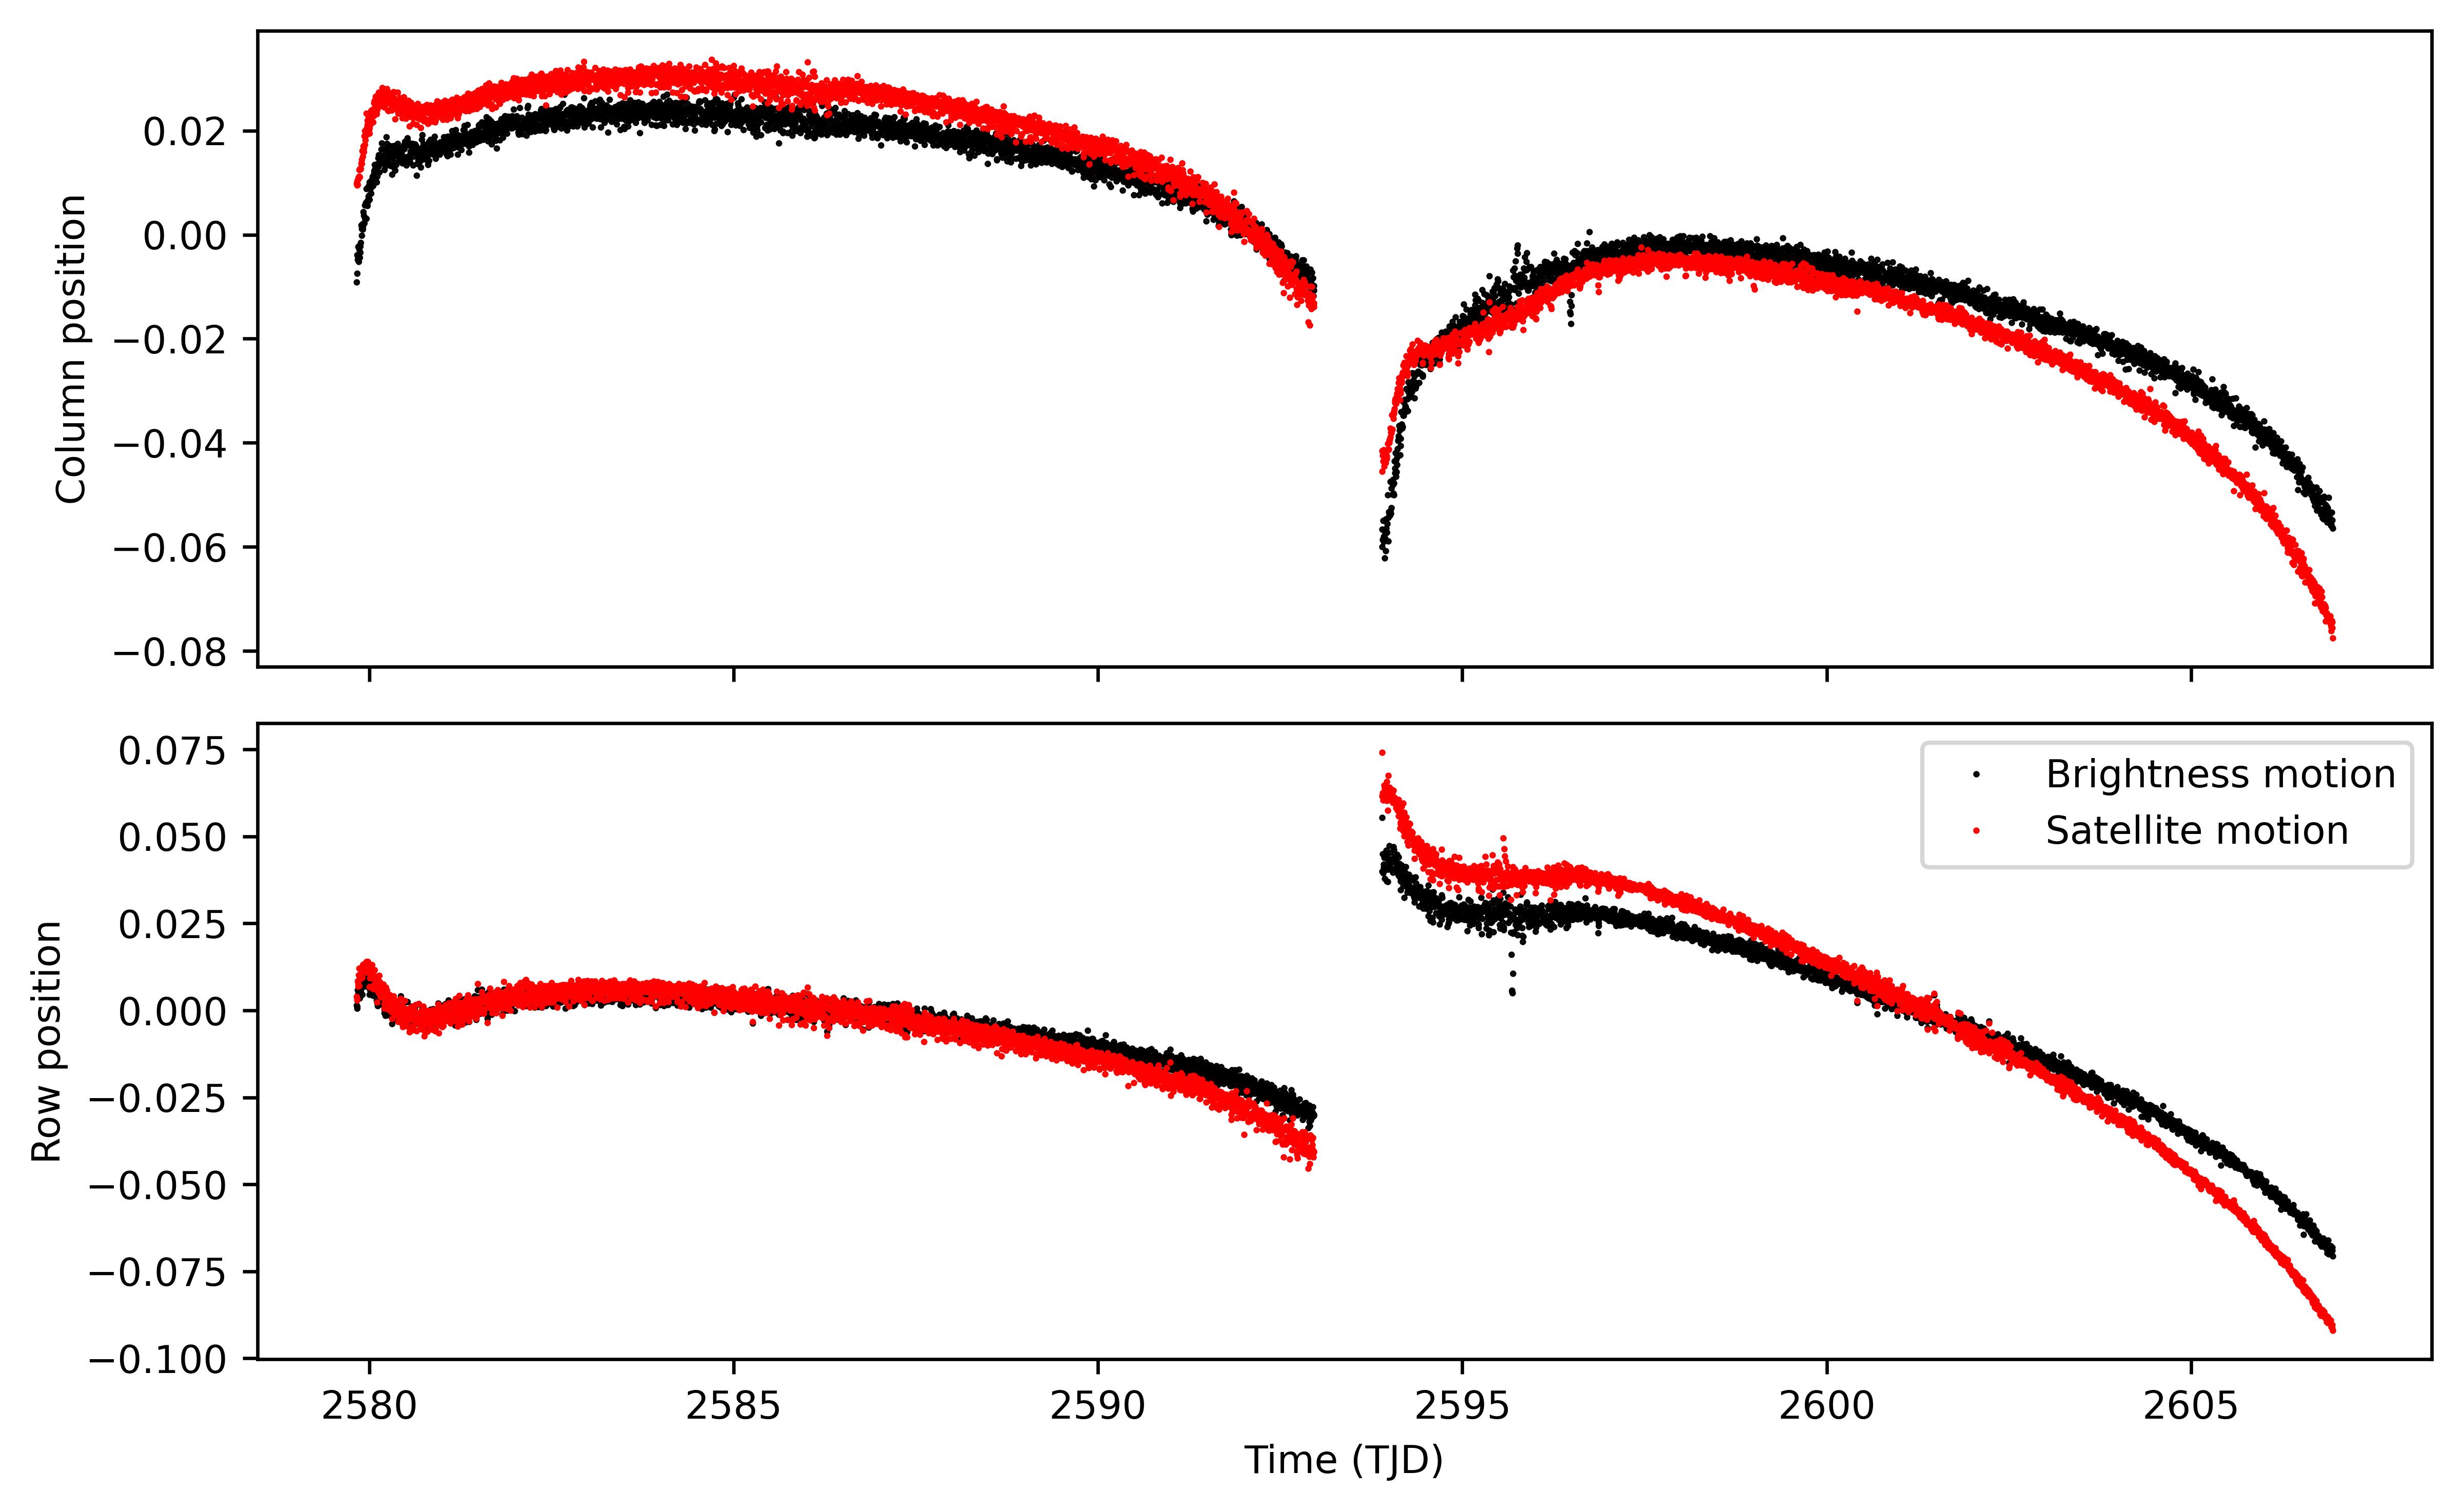 Column position
0.02
0.00
−0.02
−0.04
−0.06
−0.08
Row position
0.075
0.050
0.025
0.000
−0.025
−0.050
−0.075
−0.100
Brightness motion
Satellite motion
2580 2585 2590 2595 2600 2605
Time (TJD)